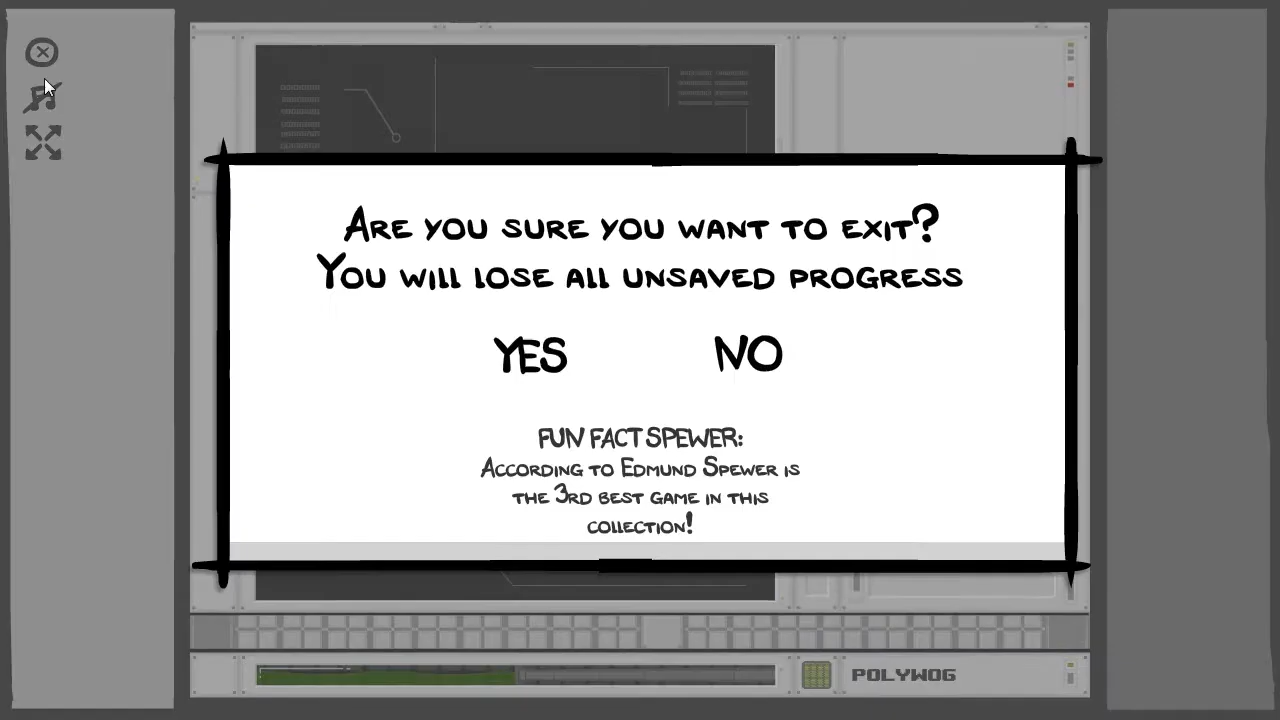 Are you sure you want to exit?
You will lose all unsaved progress
YES NO
FUN FACT SPEWER:
According to Edmund Spewer is
the 3rd best game in this
collection!
POLYWOG